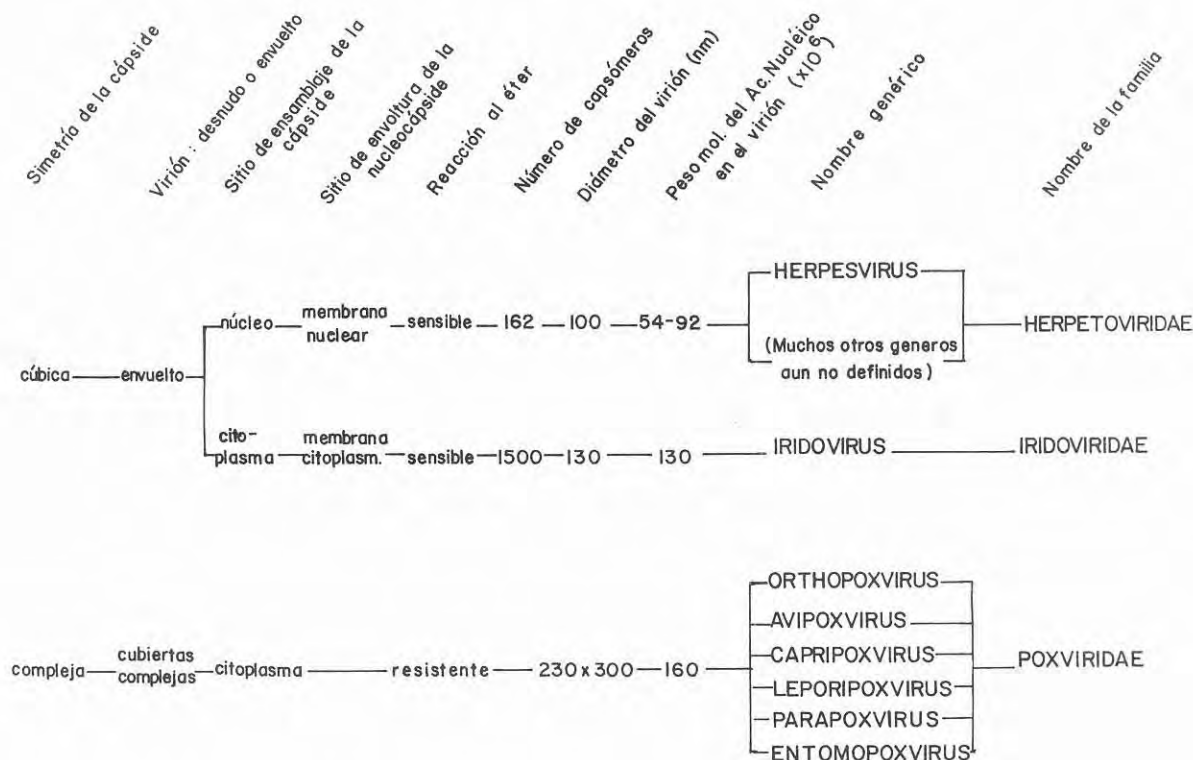 Simetría de la cápside
Virión : desnudo o envuelto
Sitio de ensamblaje de la
cápside
Sitio de envoltura de la
nucleocápside
Reacción al éter
Número de capsómeros
Diámetro del virión (nm)
Peso mol. del Ac. Nucléico
en el virión (x10⁶)
Nombre genérico
Nombre de la familia
HERPESVIRUS
núcleo membrana nuclear sensible 162 100 54-92
HERPETOVIRIDAE
(Muchos otros generos
aun no definidos)
cúbica envuelto
cito-
plasma
membrana
citoplasm.
sensible 1500 130 130 IRIDOVIRUS IRIDOVIRIDAE
ORTHOPOXVIRUS
AVIPOXVIRUS
CAPRIPOXVIRUS
compleja cubiertas complejas citoplasma resistente 230 x 300 160
POXVIRIDAE
LEPORIPOXVIRUS
PARAPOXVIRUS
ENTOMOPOXVIRUS